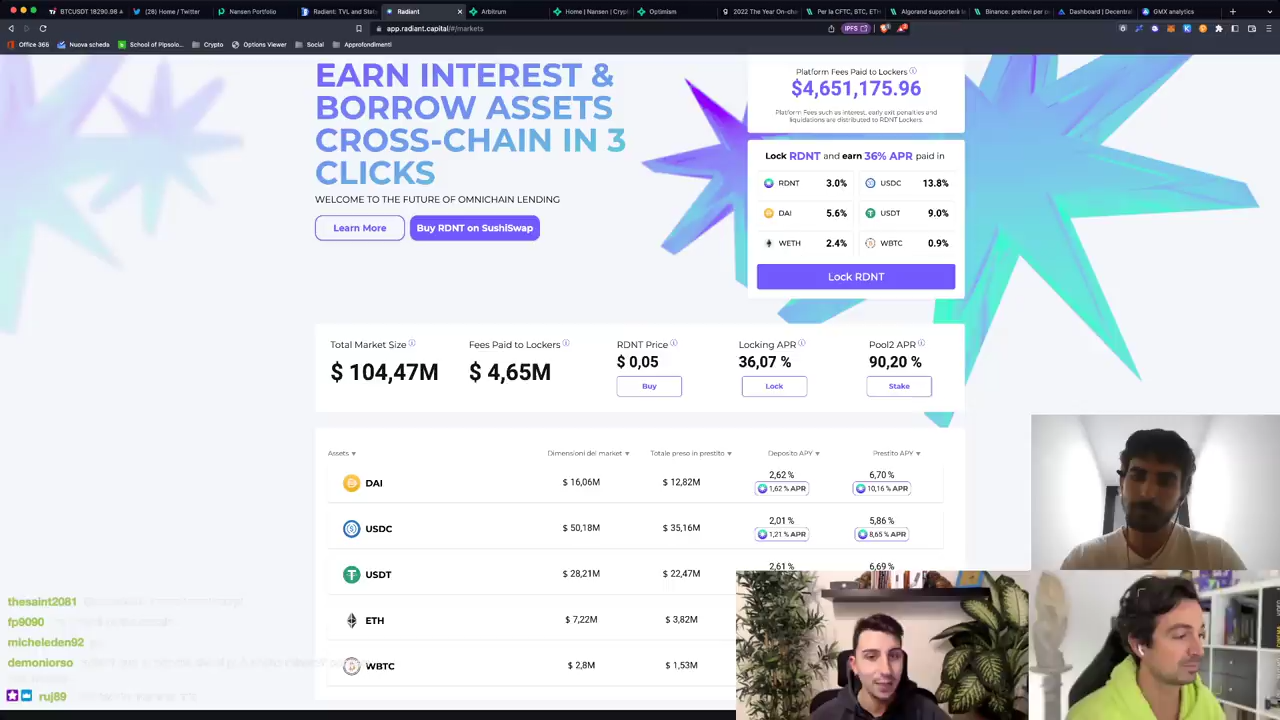 BTCUSDT 18290.98
(28) Home / Twitter
Nansen Portfolio
Radiant: TVL and Stats
Radiant
Arbitrum
Home | Nansen | Cryp
Optimism
2022 The Year On-cha
Per la CFTC, BTC, ETH
Algorand supporterà le
Binance: prelievi per p
Dashboard | Decentral
GMX analytics
app.radiant.capital/#/markets
IPFS
Office 365
Nuova scheda
School of Pipsolo...
Crypto
Options Viewer
Social
Approfondimenti
EARN INTEREST &
BORROW ASSETS
CROSS-CHAIN IN 3
CLICKS
WELCOME TO THE FUTURE OF OMNICHAIN LENDING
Learn More
Buy RDNT on SushiSwap
Platform Fees Paid to Lockers
$4,651,175.96
Platform Fees such as interest, early exit penalties and
liquidations are distributed to RDNT Lockers.
Lock RDNT and earn 36% APR paid in
RDNT 3.0% USDC 13.8%
DAI 5.6% USDT 9.0%
WETH 2.4% WBTC 0.9%
Lock RDNT
Total Market Size
$ 104,47M
Fees Paid to Lockers
$ 4,65M
RDNT Price
$ 0,05
Buy
Locking APR
36,07 %
Lock
Pool2 APR
90,20 %
Stake
Assets Dimensioni del market Totale preso in prestito Deposito APY Prestito APY
DAI $ 16,06M $ 12,82M 2,62 % 6,70 %
1,62 % APR 10,16 % APR
USDC $ 50,18M $ 35,16M 2,01 % 5,86 %
1,21 % APR 8,65 % APR
USDT $ 28,21M $ 22,47M 2,61 % 6,69 %
ETH $ 7,22M $ 3,82M
WBTC $ 2,8M $ 1,53M
thesaint2081
fp9090
micheleden92
demoniorso
ruj89